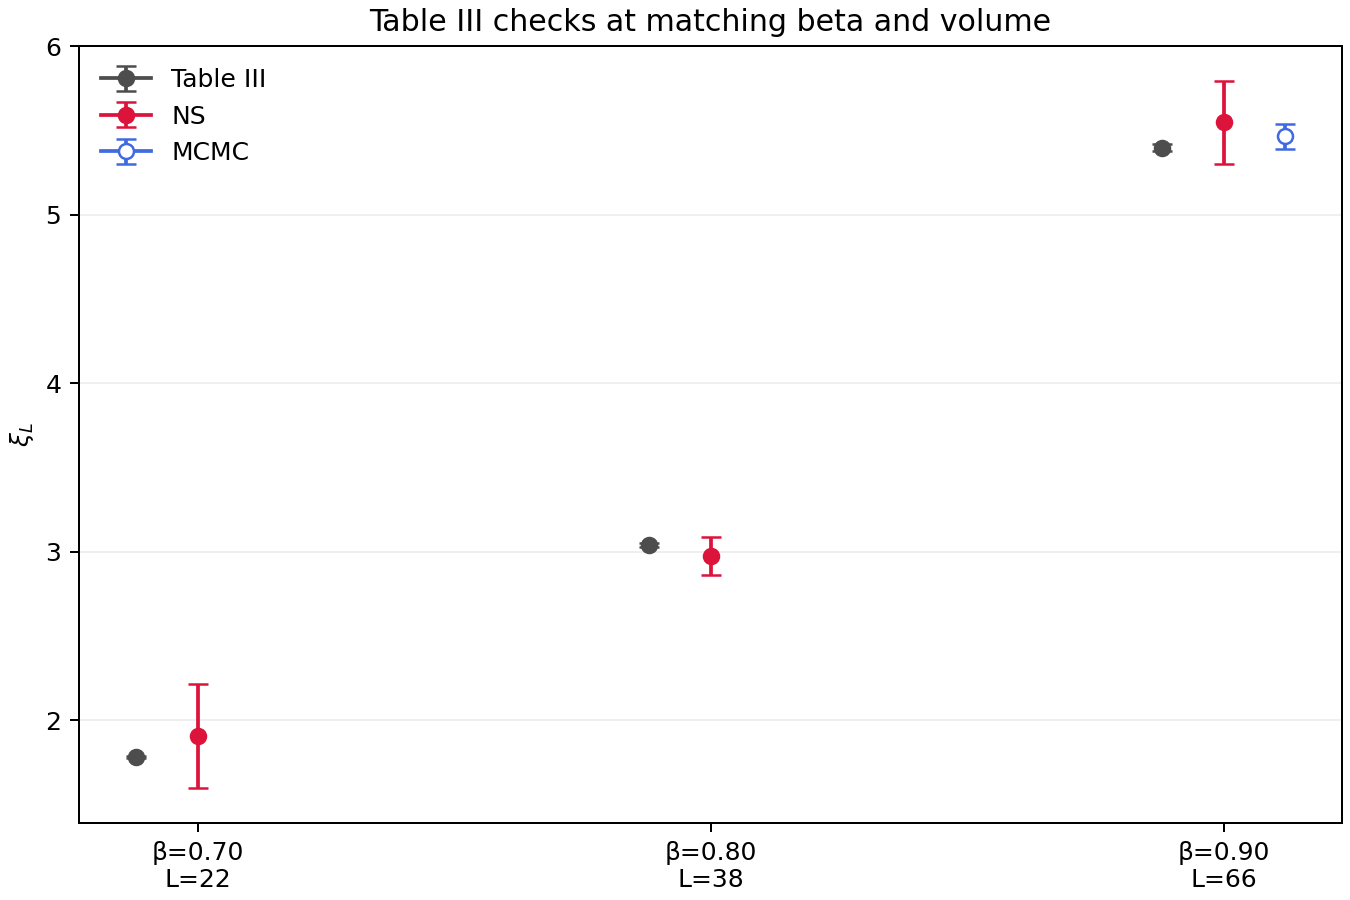 Table III checks at matching beta and volume
6
5
4
3
2
ξL
Table III
NS
MCMC
β=0.70
L=22
β=0.80
L=38
β=0.90
L=66